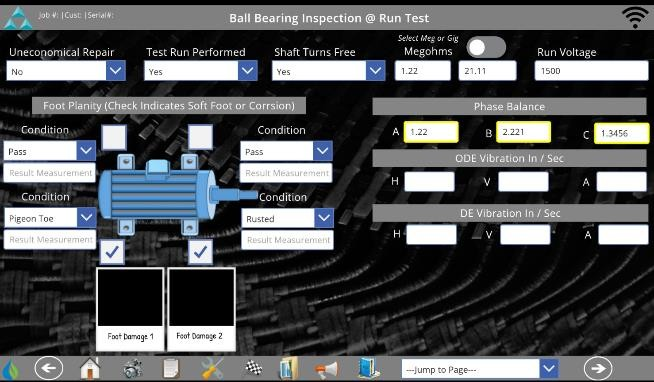 Job #: |Cust: |Serial#:
Ball Bearing Inspection @ Run Test
Uneconomical Repair
Test Run Performed
Shaft Turns Free
Select Meg or Gig
Megohms
Run Voltage
No
Yes
Yes
1.22
21.11
1500
Foot Planity (Check Indicates Soft Foot or Corrsion)
Phase Balance
Condition
Condition
A 1.22 B 2.221 C 1.3456
Pass
Pass
Result Measurement
Result Measurement
ODE Vibration In / Sec
H V A
Condition
Condition
Pigeon Toe
Rusted
Result Measurement
Result Measurement
DE Vibration In / Sec
H V A
Foot Damage 1
Foot Damage 2
---Jump to Page---